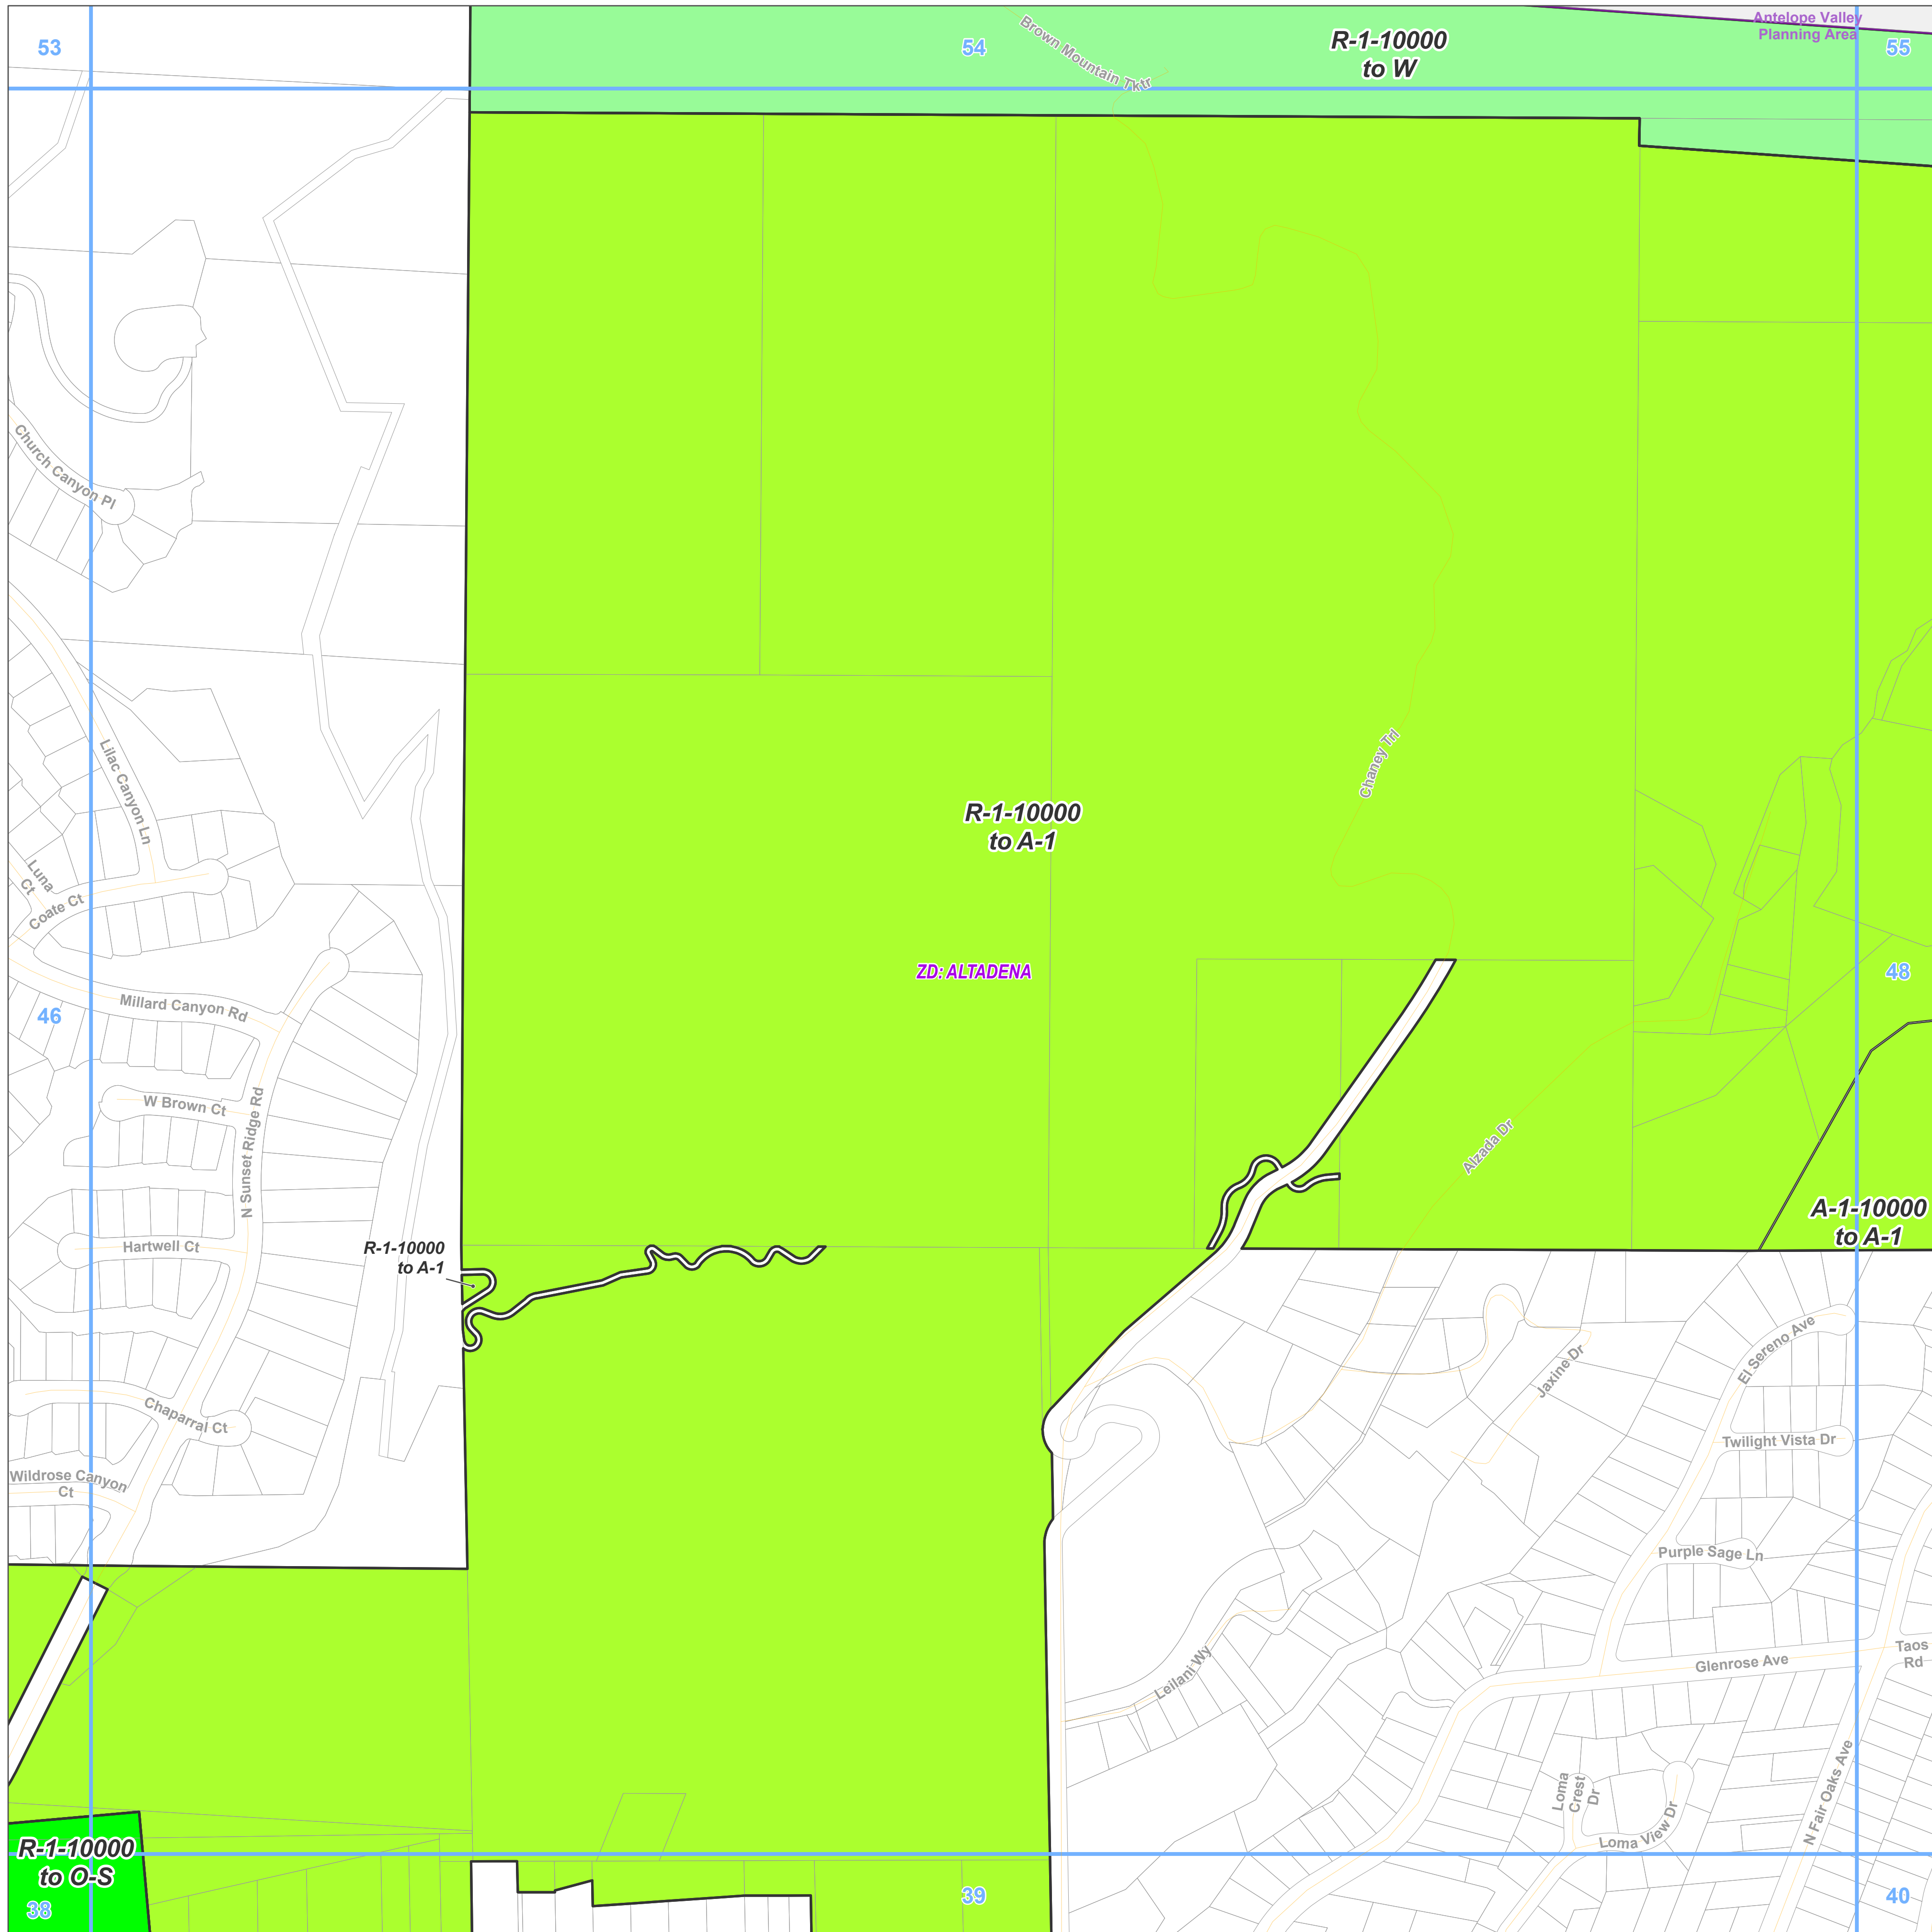 53
54
55
Antelope Valley
Planning Area
Brown Mountain Tktr
R-1-10000
to W
Church Canyon Pl
Lilac Canyon Ln
Chaney Trl
R-1-10000
to A-1
Luna
Ct
Coate Ct
ZD: ALTADENA
48
Millard Canyon Rd
46
W Brown Ct
N Sunset Ridge Rd
Alzada Dr
A-1-10000
to A-1
Hartwell Ct
R-1-10000
to A-1
El Sereno Ave
Jaxine Dr
Chaparral Ct
Twilight Vista Dr
Wildrose Canyon
Ct
Purple Sage Ln
Leilani Wy
Glenrose Ave
Taos
Rd
Loma
Crest
Dr
N Fair Oaks Ave
Loma View Dr
R-1-10000
to O-S
38
39
40